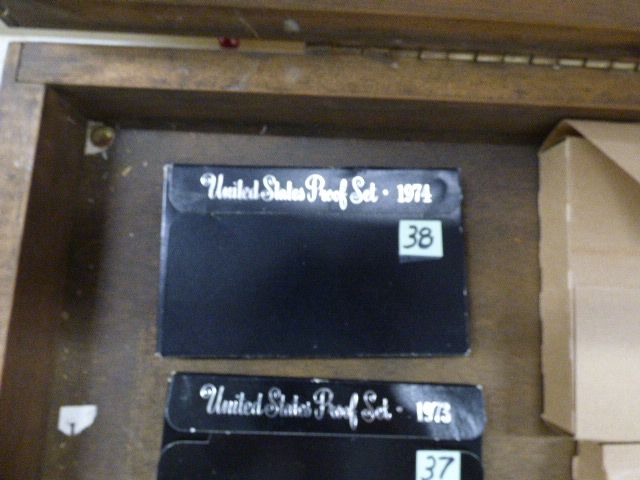 United States Proof Set · 1974
38
United States Proof Set · 1973
37